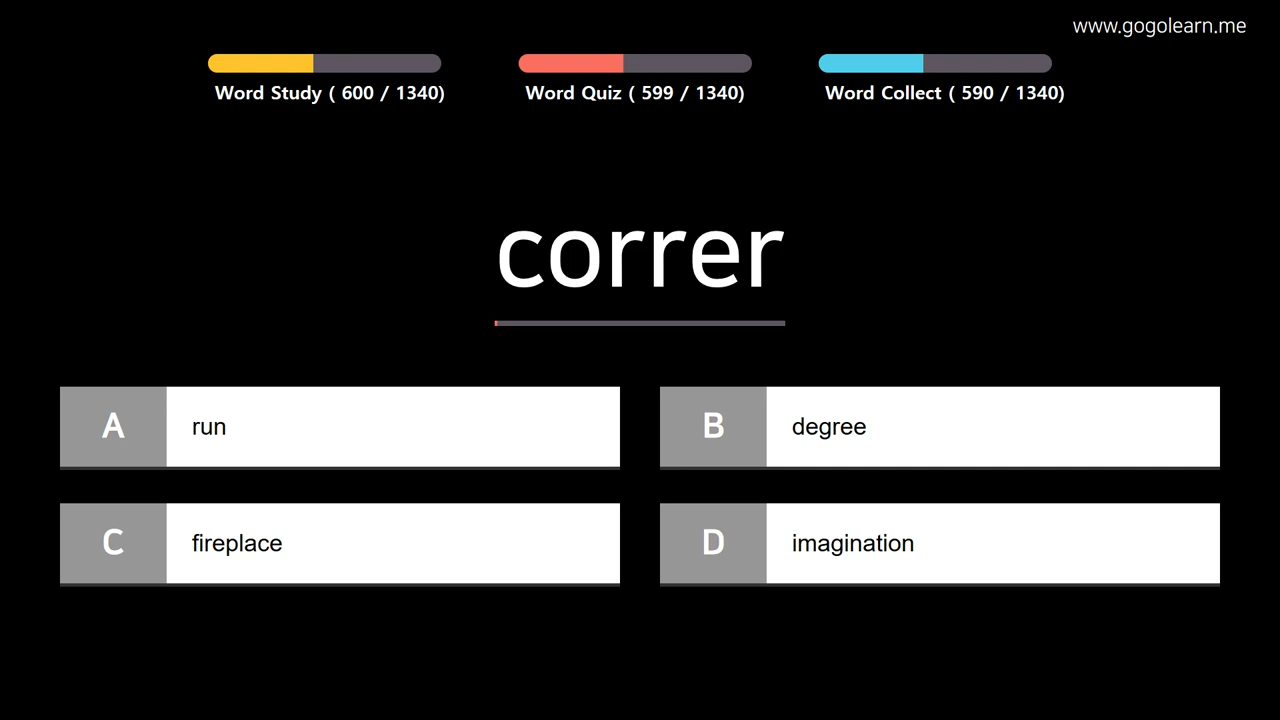 www.gogolearn.me
Word Study ( 600 / 1340)
Word Quiz ( 599 / 1340)
Word Collect ( 590 / 1340)
correr
A run
B degree
C fireplace
D imagination